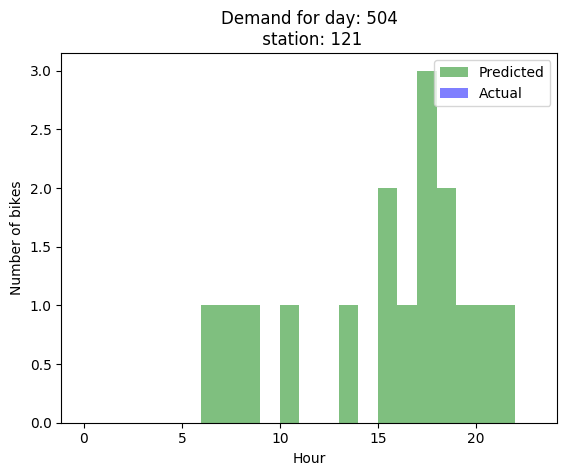 Demand for day: 504
station: 121
3.0
2.5
2.0
1.5
1.0
0.5
0.0
Number of bikes
Predicted
Actual
0 5 10 15 20
Hour